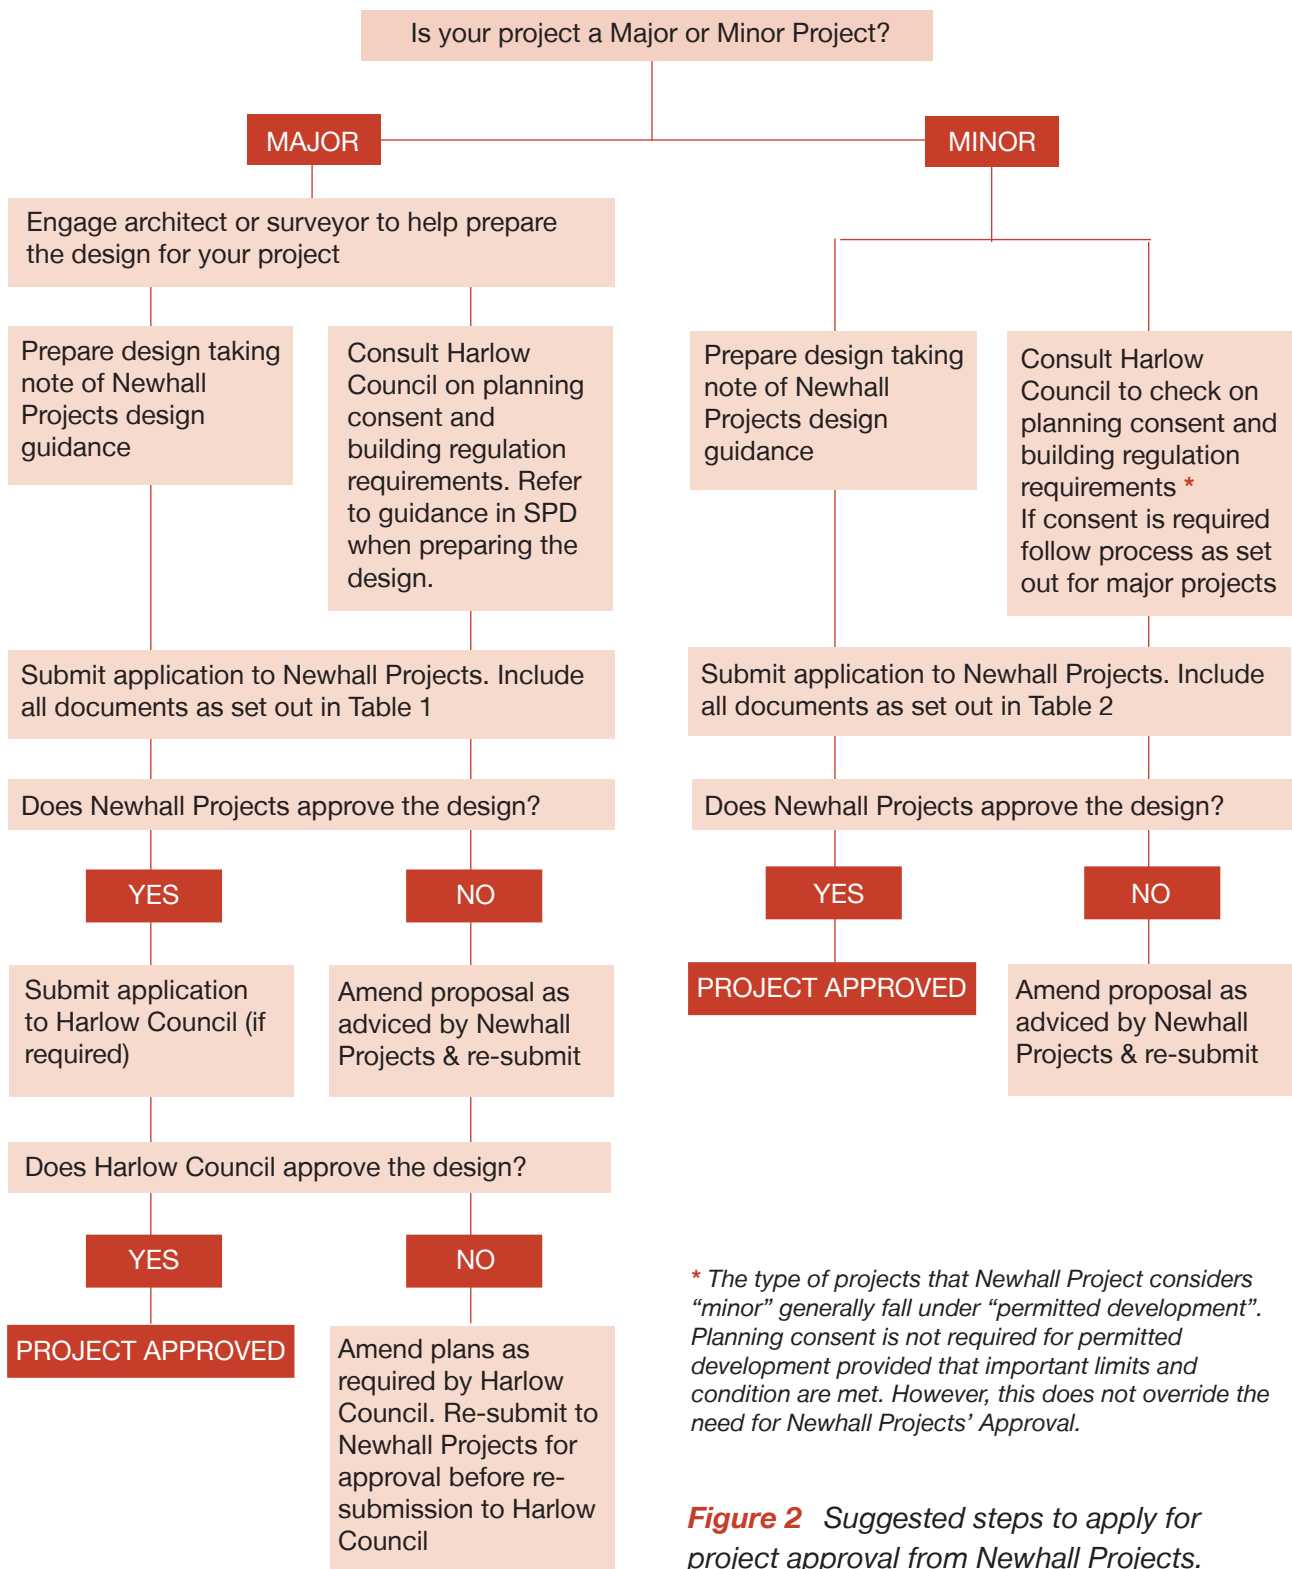 Is your project a Major or Minor Project?
MAJOR
MINOR
Engage architect or surveyor to help prepare
the design for your project
Prepare design taking
note of Newhall
Projects design
guidance
Consult Harlow
Council on planning
consent and
building regulation
requirements. Refer
to guidance in SPD
when preparing the
design.
Prepare design taking
note of Newhall
Projects design
guidance
Consult Harlow
Council to check on
planning consent and
building regulation
requirements *
If consent is required
follow process as set
out for major projects
Submit application to Newhall Projects. Include
all documents as set out in Table 1
Submit application to Newhall Projects. Include
all documents as set out in Table 2
Does Newhall Projects approve the design?
Does Newhall Projects approve the design?
YES
NO
YES
NO
Submit application
to Harlow Council (if
required)
Amend proposal as
adviced by Newhall
Projects & re-submit
PROJECT APPROVED
Amend proposal as
adviced by Newhall
Projects & re-submit
Does Harlow Council approve the design?
YES
NO
PROJECT APPROVED
Amend plans as
required by Harlow
Council. Re-submit to
Newhall Projects for
approval before re-
submission to Harlow
Council
* The type of projects that Newhall Project considers
“minor” generally fall under “permitted development”.
Planning consent is not required for permitted
development provided that important limits and
condition are met. However, this does not override the
need for Newhall Projects’ Approval.
Figure 2 Suggested steps to apply for
project approval from Newhall Projects.